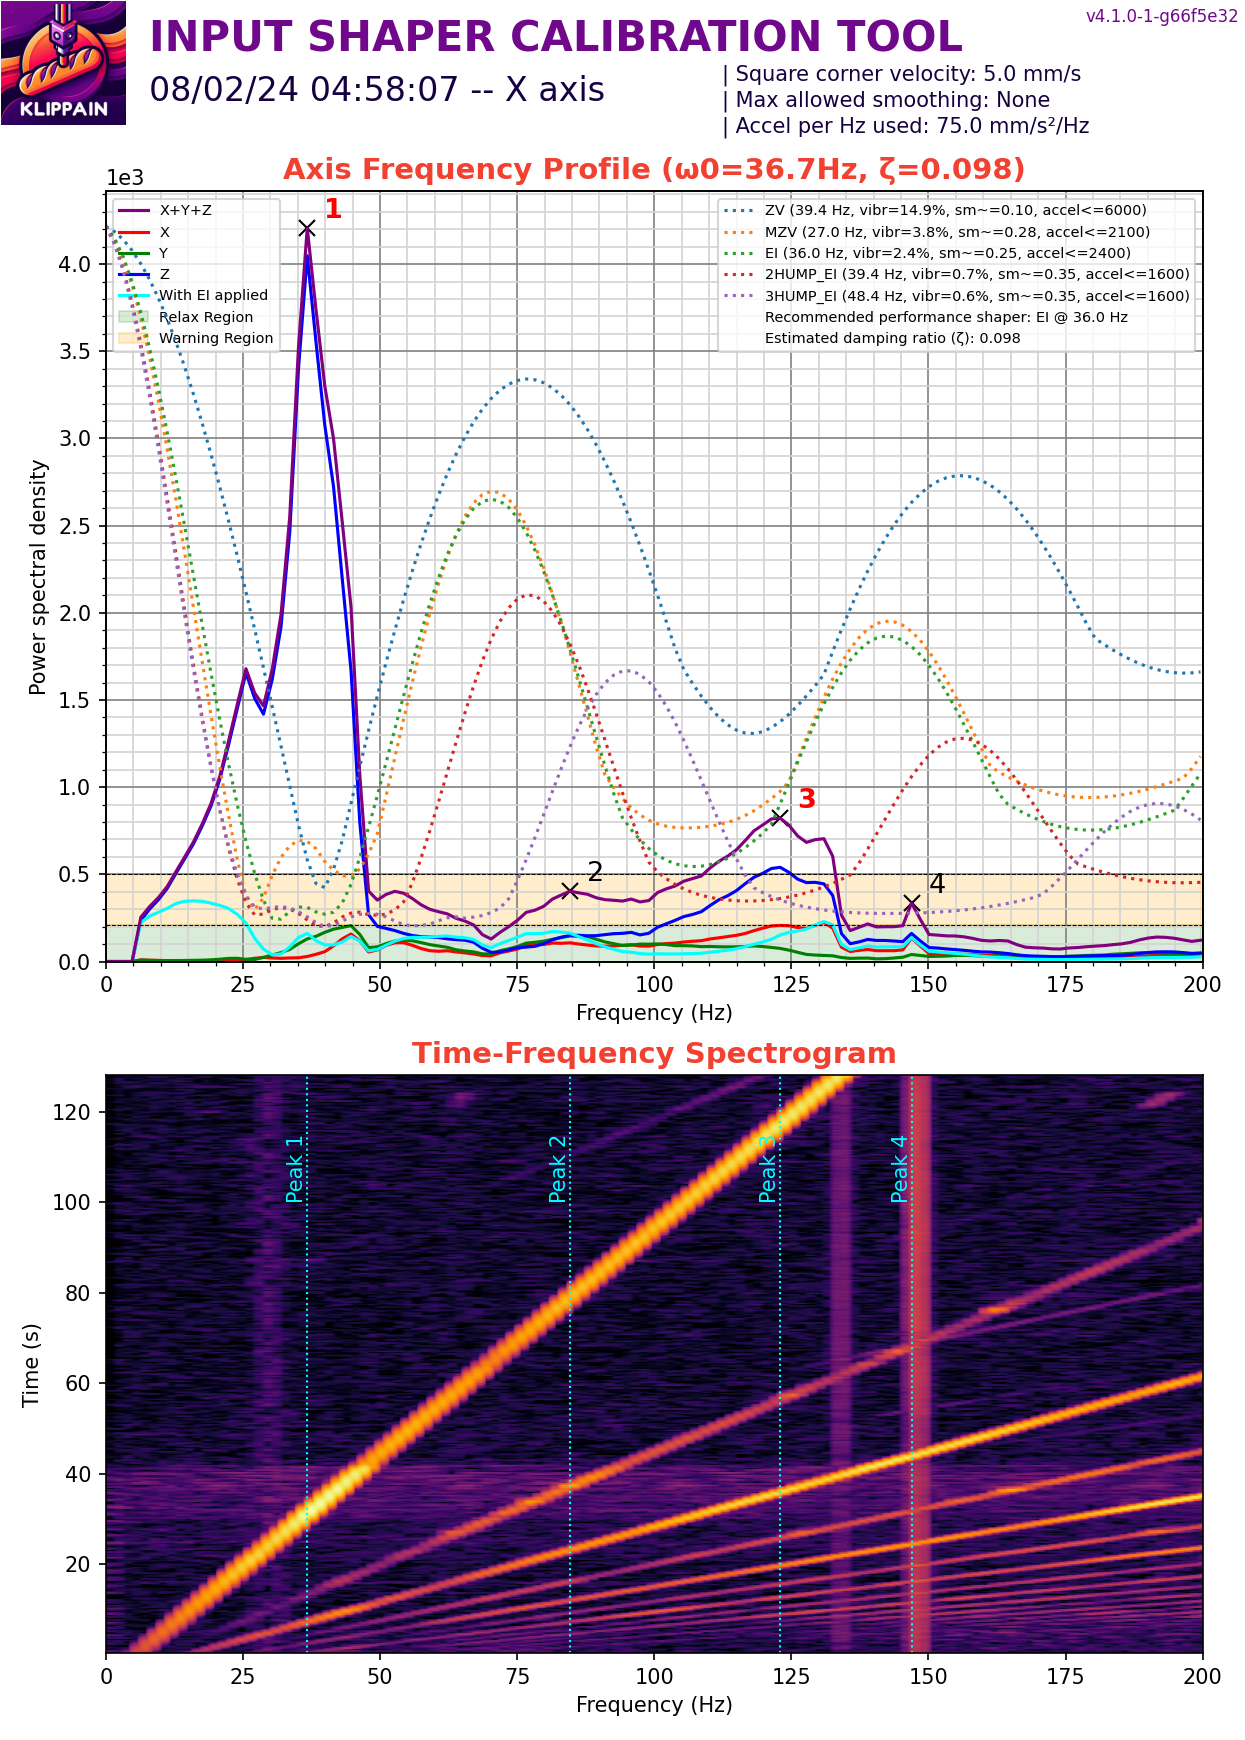 v4.1.0-1-g66f5e32
INPUT SHAPER CALIBRATION TOOL
08/02/24 04:58:07 -- X axis
| Square corner velocity: 5.0 mm/s
| Max allowed smoothing: None
| Accel per Hz used: 75.0 mm/s²/Hz
KLIPPAIN
Axis Frequency Profile (ω0=36.7Hz, ζ=0.098)
1e3
X+Y+Z
X
Y
Z
With EI applied
Relax Region
Warning Region
ZV (39.4 Hz, vibr=14.9%, sm~=0.10, accel<=6000)
MZV (27.0 Hz, vibr=3.8%, sm~=0.28, accel<=2100)
EI (36.0 Hz, vibr=2.4%, sm~=0.25, accel<=2400)
2HUMP_EI (39.4 Hz, vibr=0.7%, sm~=0.35, accel<=1600)
3HUMP_EI (48.4 Hz, vibr=0.6%, sm~=0.35, accel<=1600)
Recommended performance shaper: EI @ 36.0 Hz
Estimated damping ratio (ζ): 0.098
1
2
3
4
Power spectral density
4.0
3.5
3.0
2.5
2.0
1.5
1.0
0.5
0.0
0 25 50 75 100 125 150 175 200
Frequency (Hz)
Time-Frequency Spectrogram
Peak 1
Peak 2
Peak 3
Peak 4
Time (s)
120
100
80
60
40
20
0 25 50 75 100 125 150 175 200
Frequency (Hz)